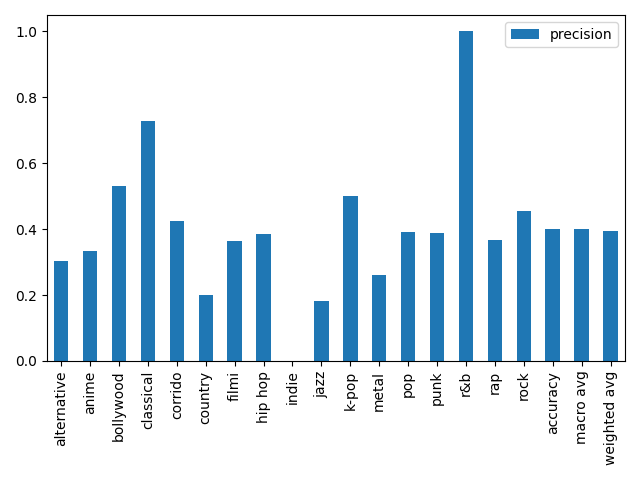 precision
1.0
0.8
0.6
0.4
0.2
0.0
alternative
anime
bollywood
classical
corrido
country
filmi
hip hop
indie
jazz
k-pop
metal
pop
punk
r&b
rap
rock
accuracy
macro avg
weighted avg